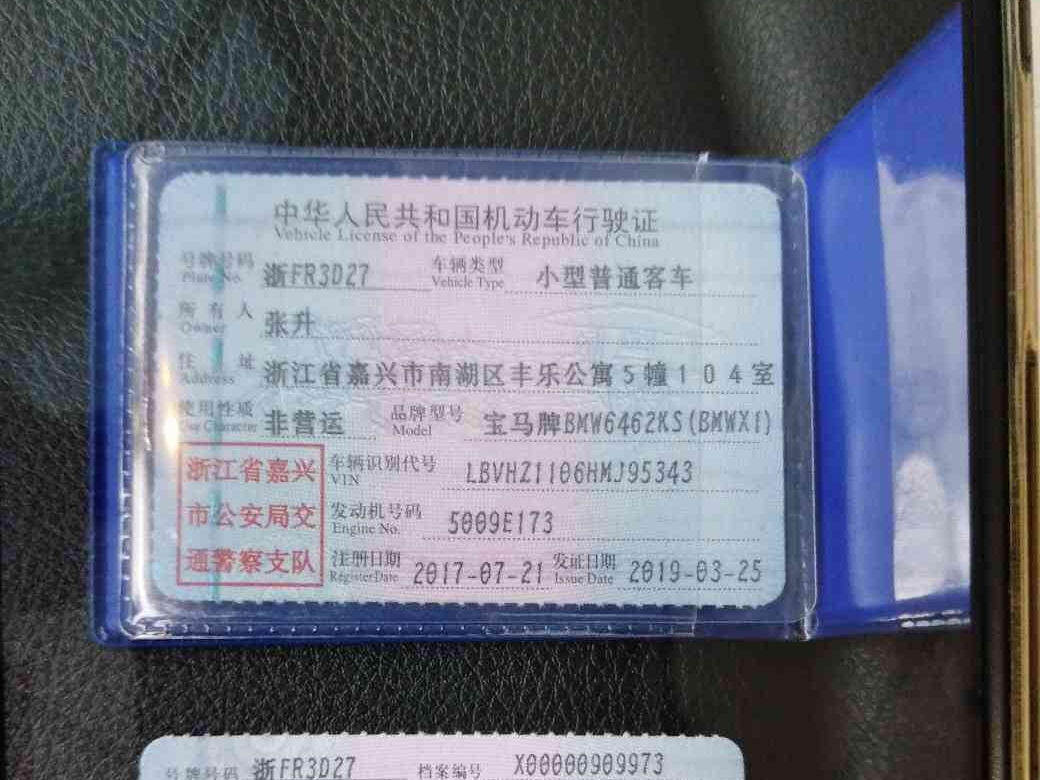 中华人民共和国机动车行驶证
Vehicle License of the People's Republic of China
号牌号码 浙FR3D27 车辆类型 小型普通客车
Plate No. Vehicle Type
所有人 张升
Owner
住址 浙江省嘉兴市南湖区丰乐公寓5幢104室
Address
使用性质 非营运 品牌型号 宝马牌BMW6462KS(BMWX1)
Use Character Model
浙江省嘉兴 车辆识别代号 LBVHZ1106HMJ95343
VIN
市公安局交 发动机号码 5009E173
Engine No.
通警察支队 注册日期 2017-07-21 发证日期 2019-03-25
Register Date Issue Date
号牌号码 浙FR3D27 档案编号 X00000909973